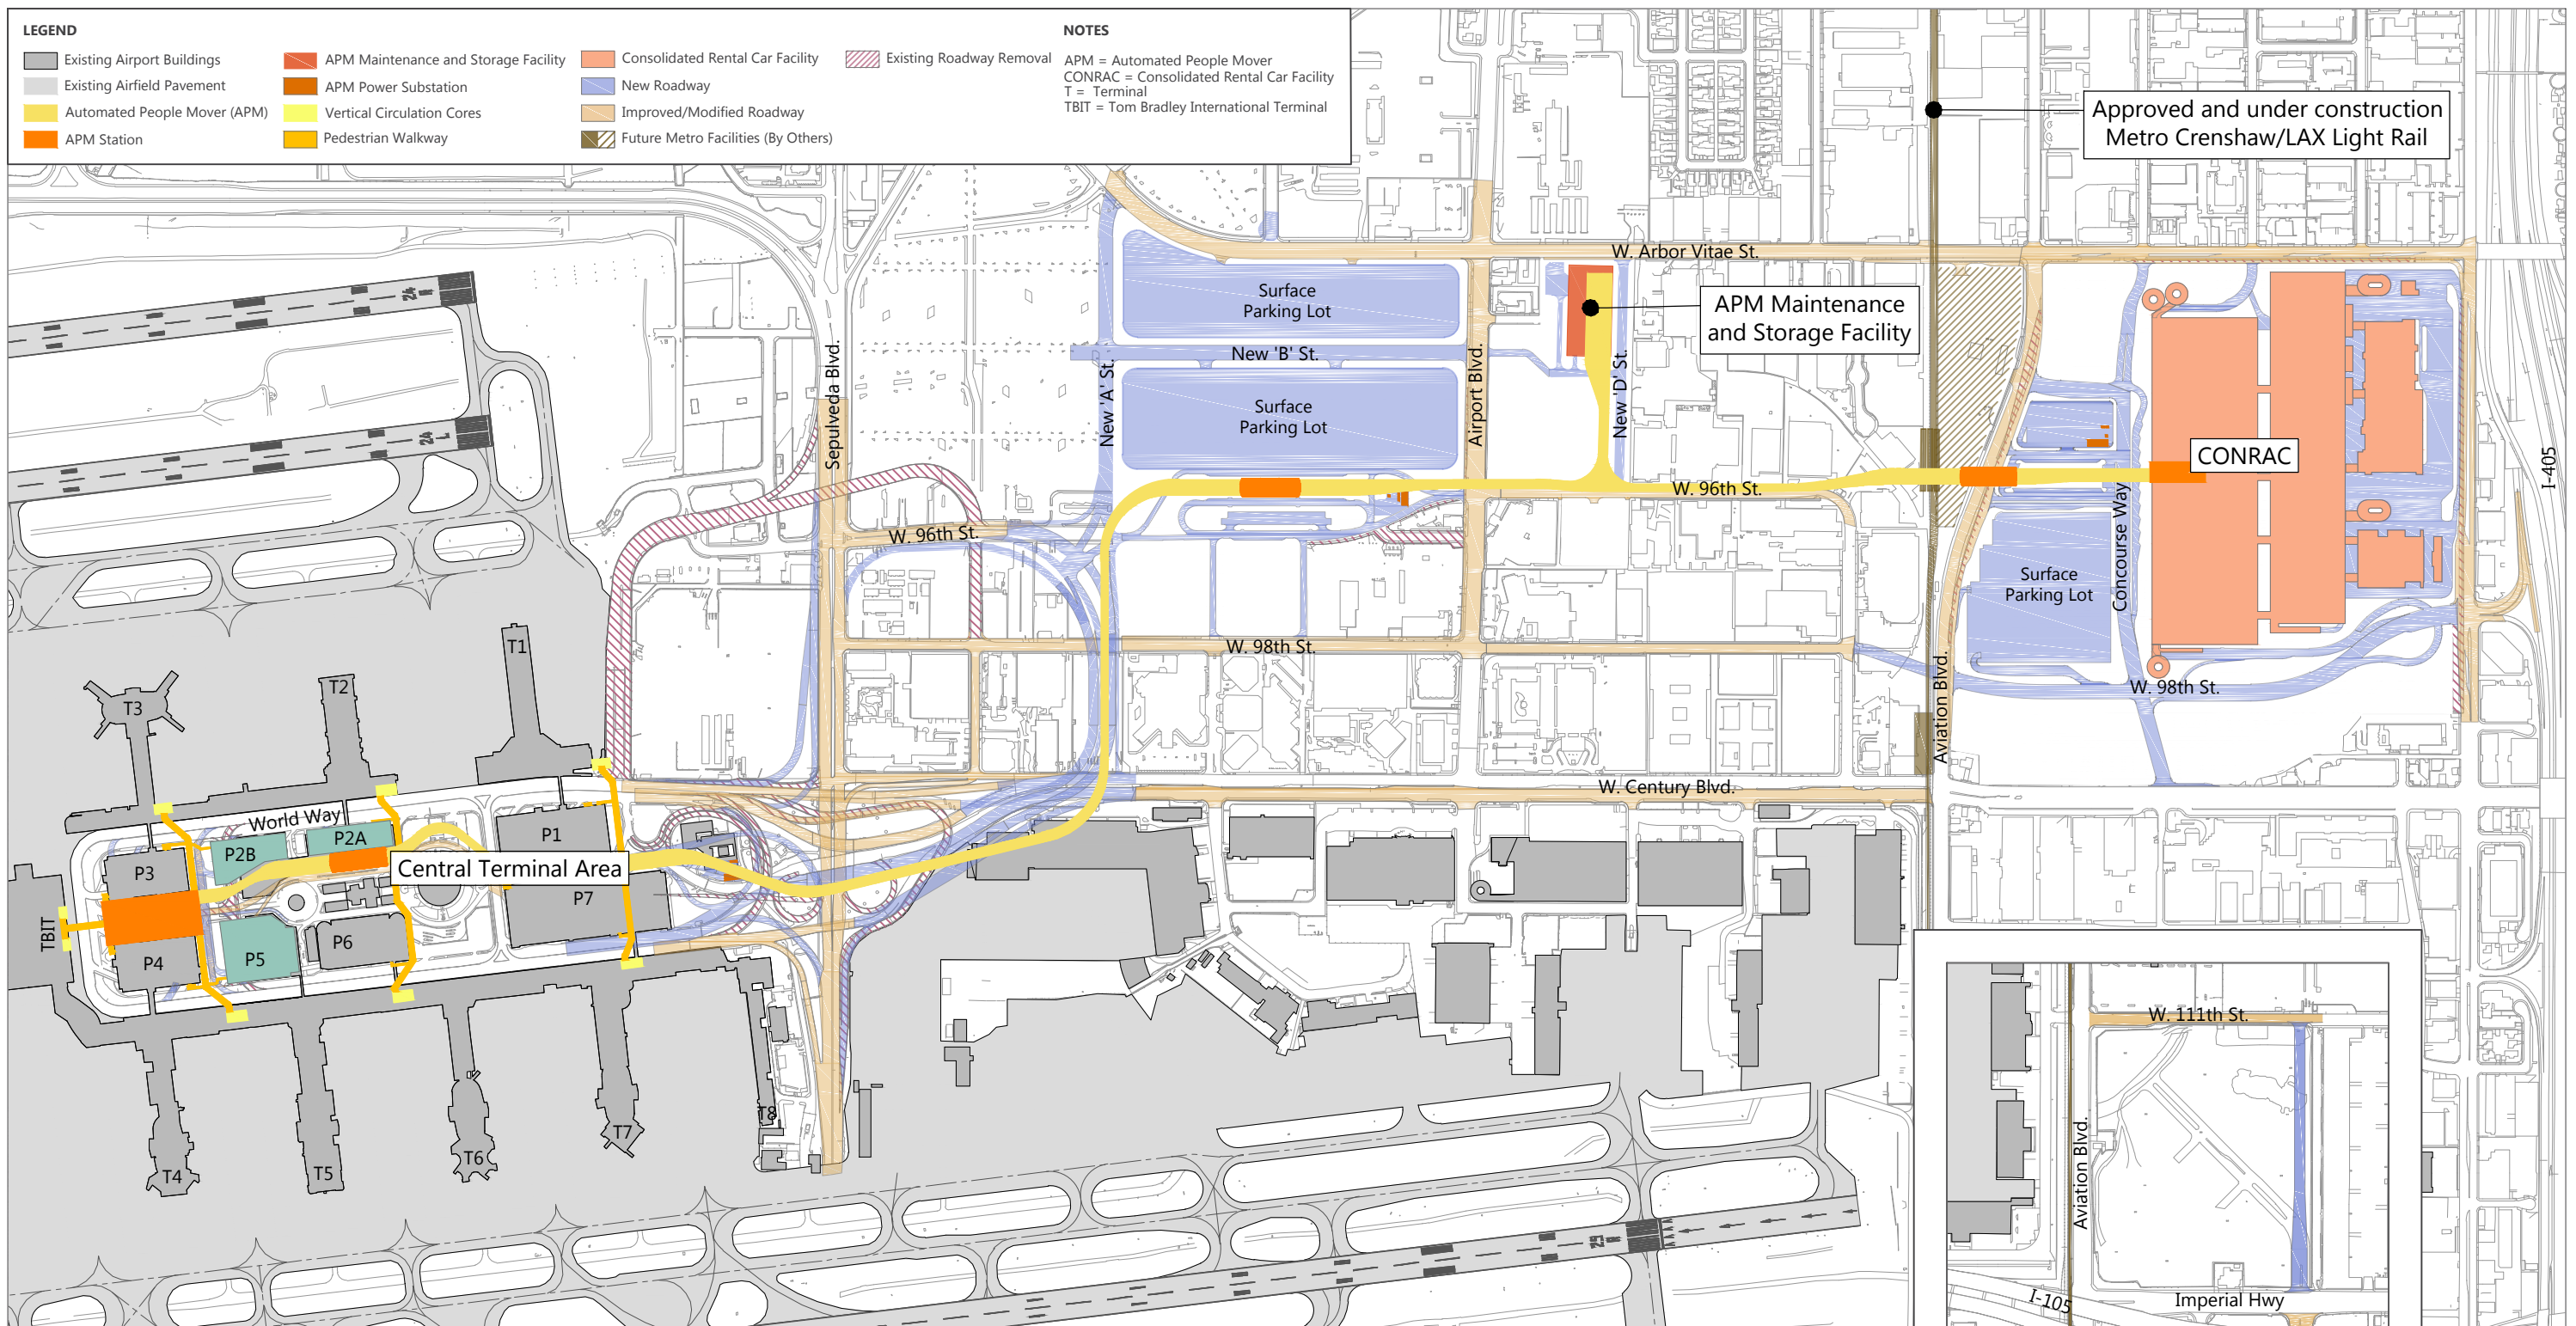 LEGEND
Existing Airport Buildings
Existing Airfield Pavement
Automated People Mover (APM)
APM Station
APM Maintenance and Storage Facility
APM Power Substation
Vertical Circulation Cores
Pedestrian Walkway
Consolidated Rental Car Facility
New Roadway
Improved/Modified Roadway
Future Metro Facilities (By Others)
Existing Roadway Removal
NOTES
APM = Automated People Mover
CONRAC = Consolidated Rental Car Facility
T = Terminal
TBIT = Tom Bradley International Terminal
Approved and under construction
Metro Crenshaw/LAX Light Rail
W. Arbor Vitae St.
Surface
Parking Lot
APM Maintenance
and Storage Facility
New 'B' St.
Sepulveda Blvd.
New 'A' St.
Airport Blvd.
New 'D' St.
Surface
Parking Lot
24
R
24
L
CONRAC
I-405
W. 96th St.
W. 96th St.
Concourse Way
Surface
Parking Lot
W. 98th St.
Aviation Blvd.
W. 98th St.
T1
T2
T3
W. Century Blvd.
World Way
P1
P2A
P2B
P3
Central Terminal Area
P7
TBIT
P4
P5
P6
T8
T7
T6
T5
T4
25
R
W. 111th St.
Aviation Blvd.
I-105
Imperial Hwy